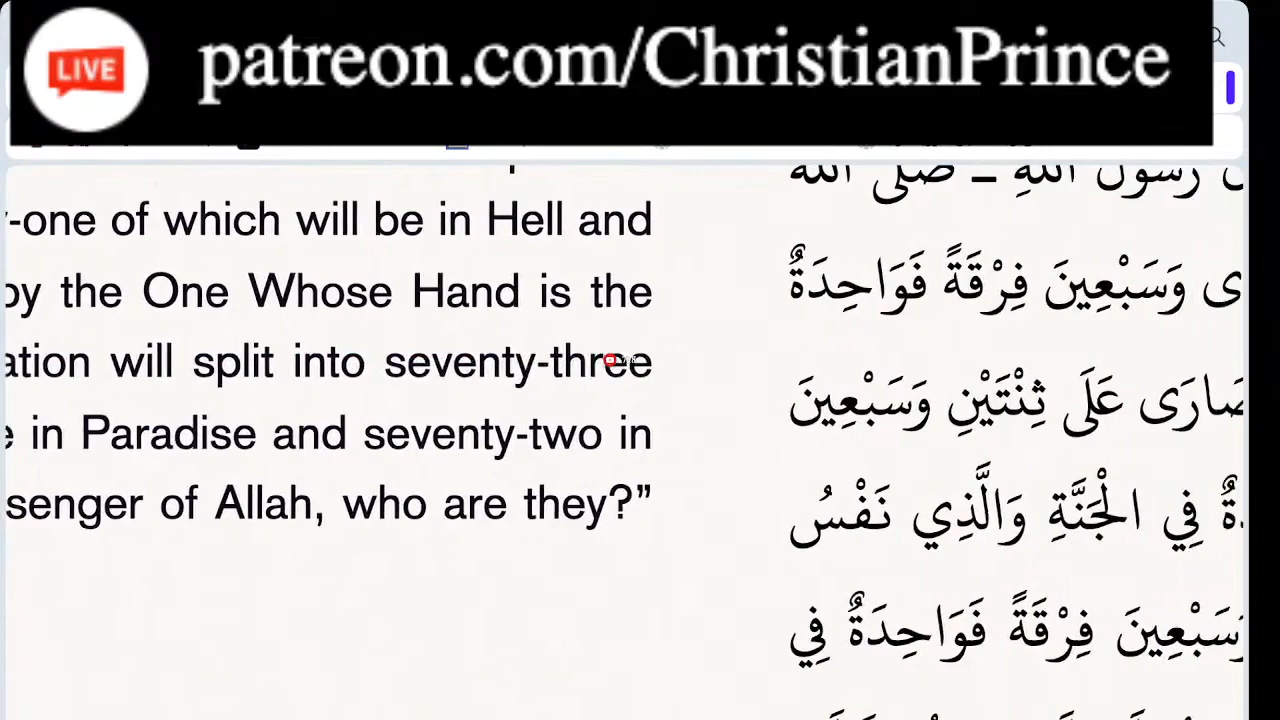 LIVE
patreon.com/ChristianPrince
-one of which will be in Hell and
by the One Whose Hand is the
ation will split into seventy-three
in Paradise and seventy-two in
senger of Allah, who are they?”
رَسُولُ اللَّهِ ـ صَلَّى اللَّهُ
وَسَبْعِينَ فِرْقَةً فَوَاحِدَةٌ
عَلَى ثِنْتَيْنِ وَسَبْعِينَ
فِي الْجَنَّةِ وَالَّذِي نَفْسُ
وَسَبْعِينَ فِرْقَةً فَوَاحِدَةٌ فِي